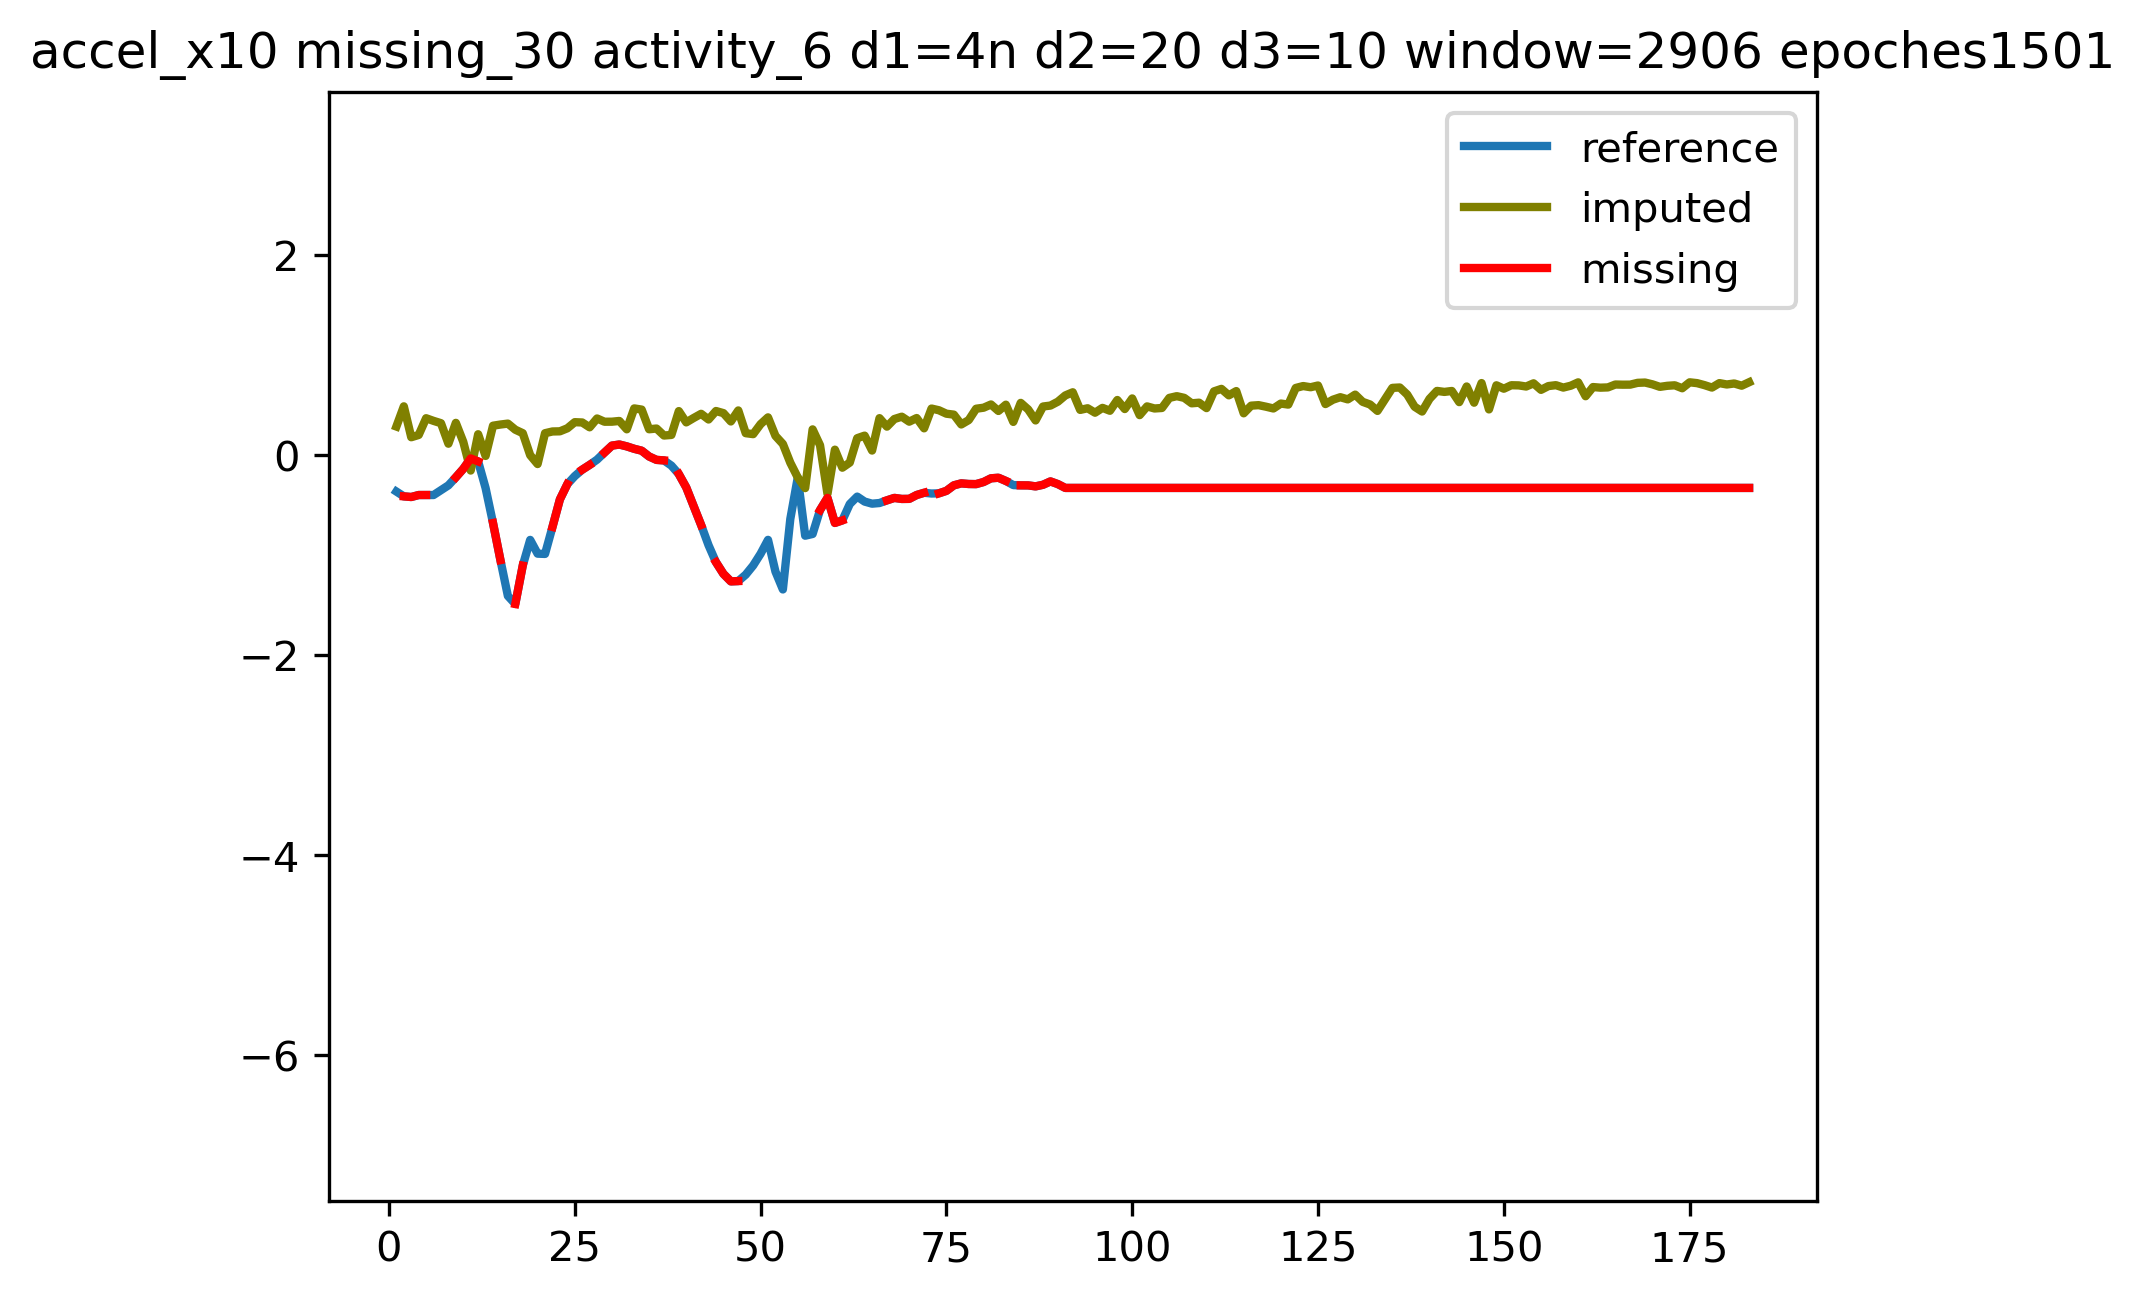 accel_x10 missing_30 activity_6 d1=4n d2=20 d3=10 window=2906 epoches1501
reference
imputed
missing
2
0
−2
−4
−6
0 25 50 75 100 125 150 175